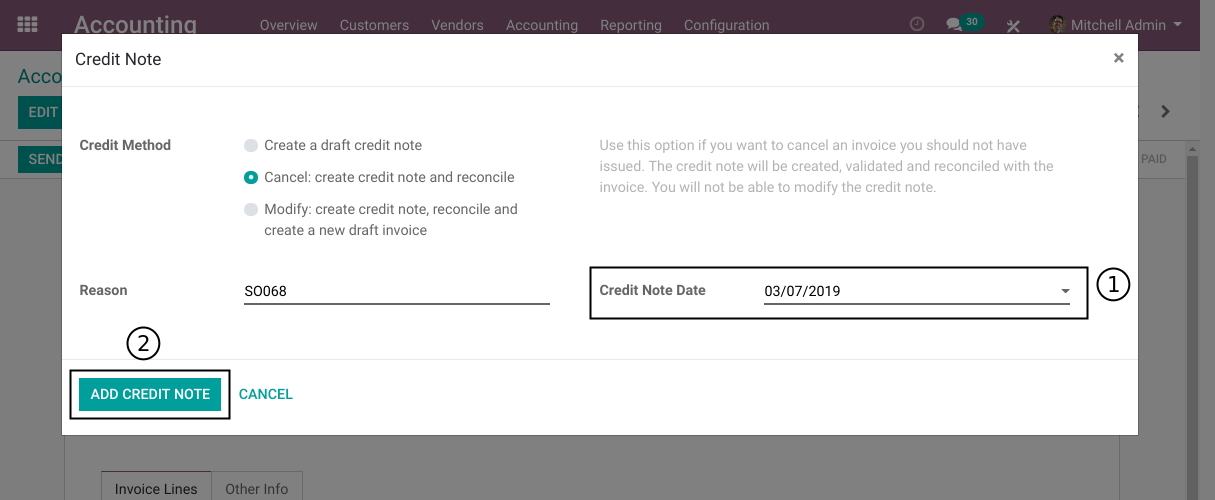 Accounting Overview Customers Vendors Accounting Reporting Configuration 30 Mitchell Admin
Acco
Credit Note ×
EDIT
Credit Method
Create a draft credit note
Cancel: create credit note and reconcile
Modify: create credit note, reconcile and
create a new draft invoice
Use this option if you want to cancel an invoice you should not have
issued. The credit note will be created, validated and reconciled with the
invoice. You will not be able to modify the credit note.
SEND
PAID
Reason SO068
Credit Note Date 03/07/2019
1
2
ADD CREDIT NOTE CANCEL
Invoice Lines Other Info